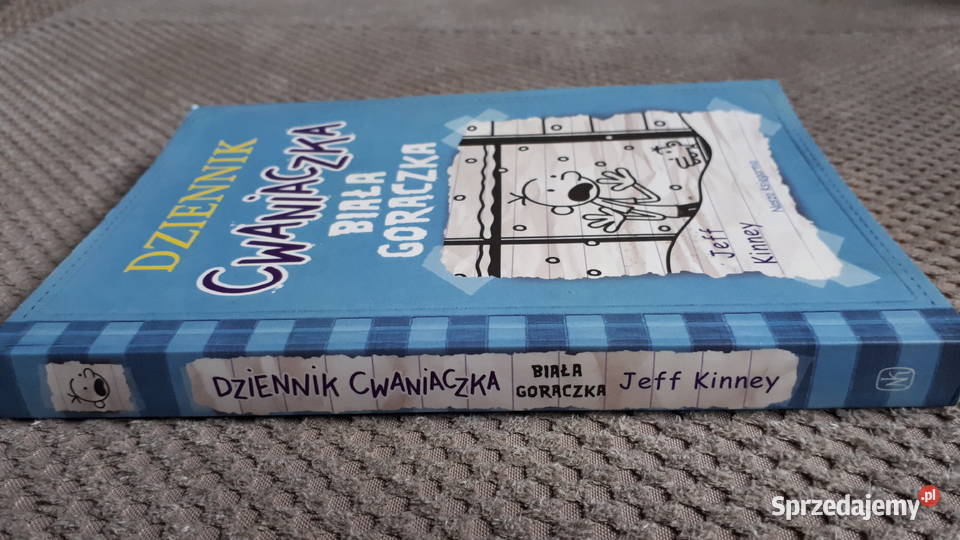 DZIENNIK
CWANIACZKA
BIAŁA
GORĄCZKA
Jeff
Kinney
Nasza Księgarnia
DZIENNIK CWANIACZKA
BIAŁA
GORĄCZKA
Jeff Kinney
Sprzedajemy.pl